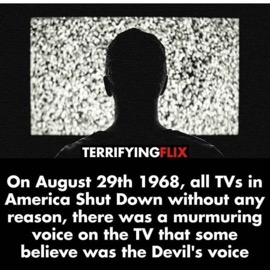 TERRIFYINGFLIX
On August 29th 1968, all TVs in
America Shut Down without any
reason, there was a murmuring
voice on the TV that some
believe was the Devil's voice